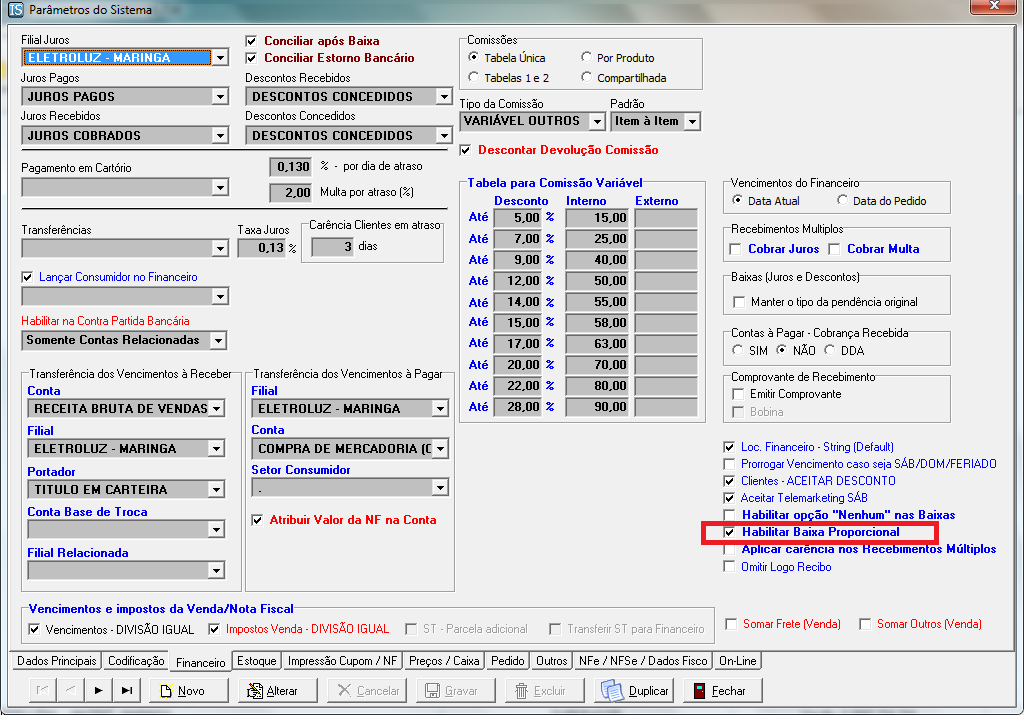 Parâmetros do Sistema
Filial Juros
ELETROLUZ - MARINGA
Juros Pagos
JUROS PAGOS
Juros Recebidos
JUROS COBRADOS
Conciliar após Baixa
Conciliar Estorno Bancário
Descontos Recebidos
DESCONTOS CONCEDIDOS
Descontos Concedidos
DESCONTOS CONCEDIDOS
Pagamento em Cartório
0,130 % - por dia de atraso
2,00 Multa por atraso (%)
Transferências
Taxa Juros
0,13 %
Carência Clientes em atraso
3 dias
Lançar Consumidor no Financeiro
Habilitar na Contra Partida Bancária
Somente Contas Relacionadas
Transferência dos Vencimentos à Receber
Conta
RECEITA BRUTA DE VENDAS
Filial
ELETROLUZ - MARINGA
Portador
TITULO EM CARTEIRA
Conta Base de Troca
Filial Relacionada
Transferência dos Vencimentos à Pagar
Filial
ELETROLUZ - MARINGA
Conta
COMPRA DE MERCADORIA (C
Setor Consumidor
.
Atribuir Valor da NF na Conta
Comissões
Tabela Única Por Produto
Tabelas 1 e 2 Compartilhada
Tipo da Comissão Padrão
VARIÁVEL OUTROS Item à Item
Descontar Devolução Comissão
Tabela para Comissão Variável
Desconto Interno Externo
Até 5,00 % 15,00
Até 7,00 % 25,00
Até 9,00 % 40,00
Até 12,00 % 50,00
Até 14,00 % 55,00
Até 15,00 % 58,00
Até 17,00 % 63,00
Até 20,00 % 70,00
Até 22,00 % 80,00
Até 28,00 % 90,00
Vencimentos do Financeiro
Data Atual Data do Pedido
Recebimentos Multiplos
Cobrar Juros Cobrar Multa
Baixas (Juros e Descontos)
Manter o tipo da pendência original
Contas à Pagar - Cobrança Recebida
SIM NÃO DDA
Comprovante de Recebimento
Emitir Comprovante
Bobina
Loc. Financeiro - String (Default)
Prorrogar Vencimento caso seja SÁB/DOM/FERIADO
Clientes - ACEITAR DESCONTO
Aceitar Telemarketing SÁB
Habilitar opção "Nenhum" nas Baixas
Habilitar Baixa Proporcional
Aplicar carência nos Recebimentos Múltiplos
Omitir Logo Recibo
Vencimentos e impostos da Venda/Nota Fiscal
Vencimentos - DIVISÃO IGUAL Impostos Venda - DIVISÃO IGUAL ST - Parcela adicional Transferir ST para Financeiro
Somar Frete (Venda) Somar Outros (Venda)
Dados Principais Codificação Financeiro Estoque Impressão Cupom / NF Preços / Caixa Pedido Outros NFe / NFSe / Dados Fisco On-Line
Novo Alterar Cancelar Gravar Excluir Duplicar Fechar